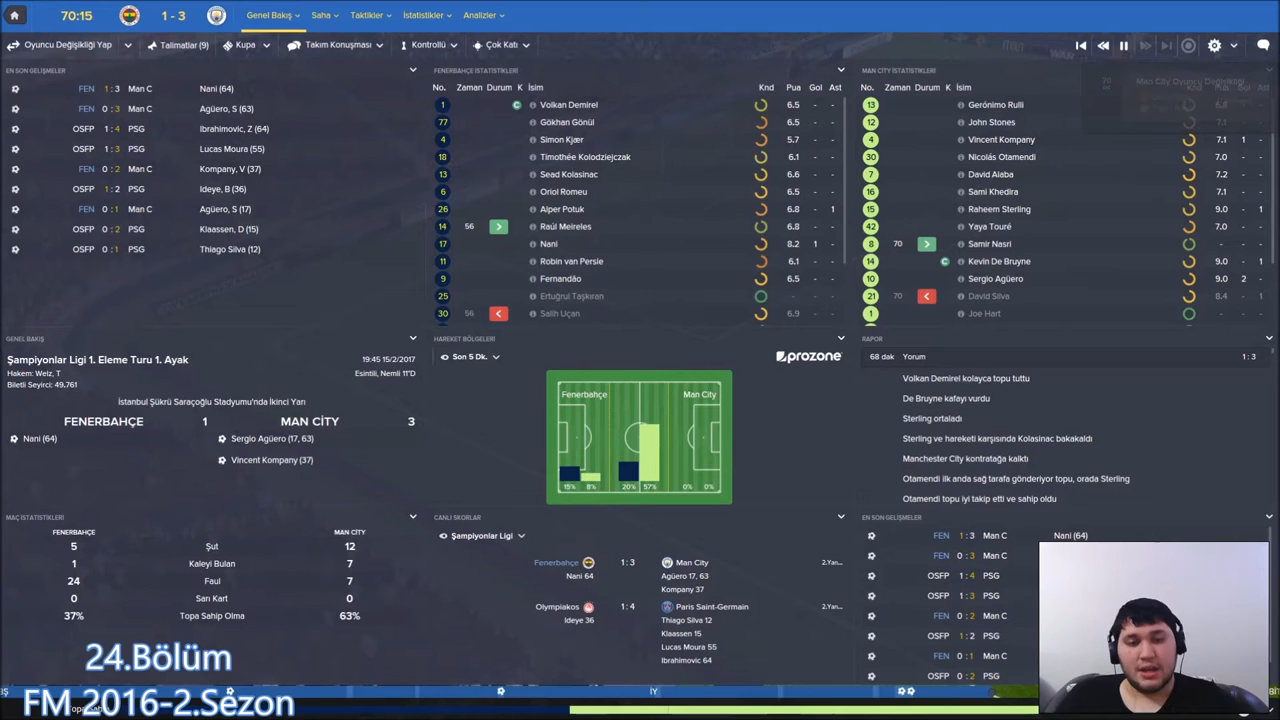 70:15 1 - 3 Genel Bakış Saha Taktikler İstatistikler Analizler
Oyuncu Değişikliği Yap Talimatlar (9) Kupa Takım Konuşması Kontrollü Çok Katı
EN SON GELİŞMELER
FEN 1 : 3 Man C Nani (64)
FEN 0 : 3 Man C Agüero, S (63)
OSFP 1 : 4 PSG Ibrahimovic, Z (64)
OSFP 1 : 3 PSG Lucas Moura (55)
FEN 0 : 2 Man C Kompany, V (37)
OSFP 1 : 2 PSG Ideye, B (36)
FEN 0 : 1 Man C Agüero, S (17)
OSFP 0 : 2 PSG Klaassen, D (15)
OSFP 0 : 1 PSG Thiago Silva (12)
FENERBAHÇE İSTATİSTİKLERİ
No. Zaman Durum K İsim Knd Pua Gol Ast
1 C Volkan Demirel 6.5 - -
77 Gökhan Gönül 6.5 - -
4 Simon Kjær 5.7 - -
18 Timothée Kolodziejczak 6.1 - -
13 Sead Kolasinac 6.6 - -
6 Oriol Romeu 6.5 - -
26 Alper Potuk 6.8 - 1
14 56 Raúl Meireles 6.8 - -
17 Nani 8.2 1 -
11 Robin van Persie 6.1 - -
9 Fernandão 6.5 - -
25 Ertuğrul Taşkıran - - -
30 56 Salih Uçan 6.9 - -
MAN CITY İSTATİSTİKLERİ
No. Zaman Durum K İsim Knd Pua Gol Ast
13 Gerónimo Rulli 6.8
12 John Stones 7.1
4 Vincent Kompany 7.1 1 -
30 Nicolás Otamendi 7.0 - -
7 David Alaba 7.2 - -
16 Sami Khedira 7.1 - -
15 Raheem Sterling 9.0 - 1
42 Yaya Touré 7.0 - -
8 70 Samir Nasri - - -
14 C Kevin De Bruyne 9.0 - 1
10 Sergio Agüero 9.0 2 -
21 70 David Silva 8.4 - 1
1 Joe Hart - - -
70 Man City Oyuncu Değişikliği
GENEL BAKIŞ
Şampiyonlar Ligi 1. Eleme Turu 1. Ayak 19:45 15/2/2017
Hakem: Welz, T Esintili, Nemli 11°D
Biletli Seyirci: 49.761
İstanbul Şükrü Saraçoğlu Stadyumu'nda İkinci Yarı
FENERBAHÇE 1 MAN CİTY 3
Nani (64) Sergio Agüero (17, 63)
Vincent Kompany (37)
HAREKET BÖLGELERİ
Son 5 Dk. prozone
Fenerbahçe Man City
15% 8% 20% 57% 0% 0%
RAPOR
68 dak Yorum 1 : 3
Volkan Demirel kolayca topu tuttu
De Bruyne kafayı vurdu
Sterling ortaladı
Sterling ve hareketi karşısında Kolasinac bakakaldı
Manchester City kontratağa kalktı
Otamendi ilk anda sağ tarafa gönderiyor topu, orada Sterling
Otamendi topu iyi takip etti ve sahip oldu
MAÇ İSTATİSTİKLERİ
FENERBAHÇE MAN CİTY
5 Şut 12
1 Kaleyi Bulan 7
24 Faul 7
0 Sarı Kart 0
37% Topa Sahip Olma 63%
CANLI SKORLAR
Şampiyonlar Ligi
Fenerbahçe 1 : 3 Man City 2.Yarı...
Nani 64 Agüero 17, 63
Kompany 37
Olympiakos 1 : 4 Paris Saint-Germain 2.Yarı...
Ideye 36 Thiago Silva 12
Klaassen 15
Lucas Moura 55
Ibrahimovic 64
EN SON GELİŞMELER
FEN 1 : 3 Man C Nani (64)
FEN 0 : 3 Man C
OSFP 1 : 4 PSG
OSFP 1 : 3 PSG
FEN 0 : 2 Man C
OSFP 1 : 2 PSG
FEN 0 : 1 Man C
OSFP 0 : 2 PSG
24.Bölüm
İY
FM 2016-2.Sezon